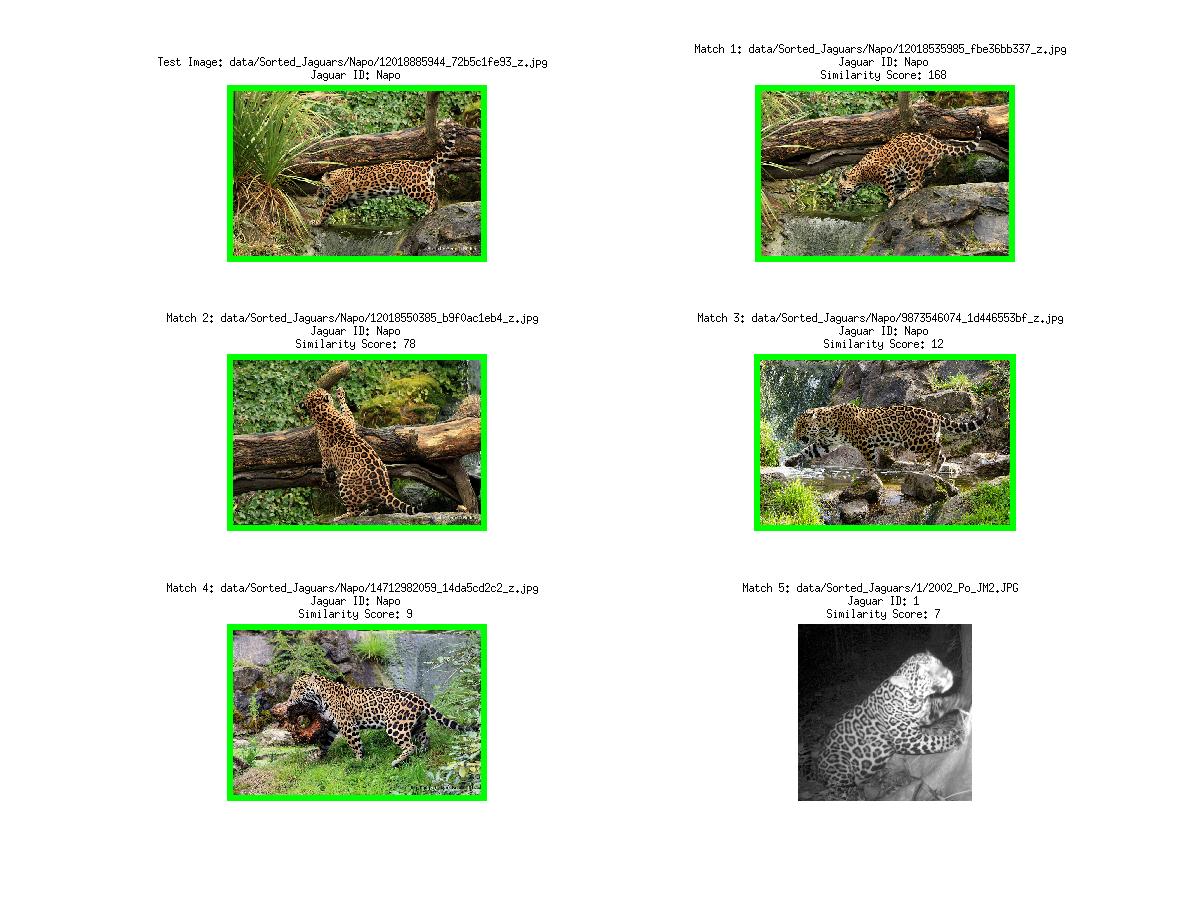 Test Image: data/Sorted_Jaguars/Napo/12018885944_72b5c1fe93_z.jpg
Jaguar ID: Napo
Match 1: data/Sorted_Jaguars/Napo/12018535985_fbe36bb337_z.jpg
Jaguar ID: Napo
Similarity Score: 168
Match 2: data/Sorted_Jaguars/Napo/12018550385_b9f0ac1eb4_z.jpg
Jaguar ID: Napo
Similarity Score: 78
Match 3: data/Sorted_Jaguars/Napo/9873546074_1d446553bf_z.jpg
Jaguar ID: Napo
Similarity Score: 12
Match 4: data/Sorted_Jaguars/Napo/14712982059_14da5cd2c2_z.jpg
Jaguar ID: Napo
Similarity Score: 9
Match 5: data/Sorted_Jaguars/1/2002_Po_JM2.JPG
Jaguar ID: 1
Similarity Score: 7